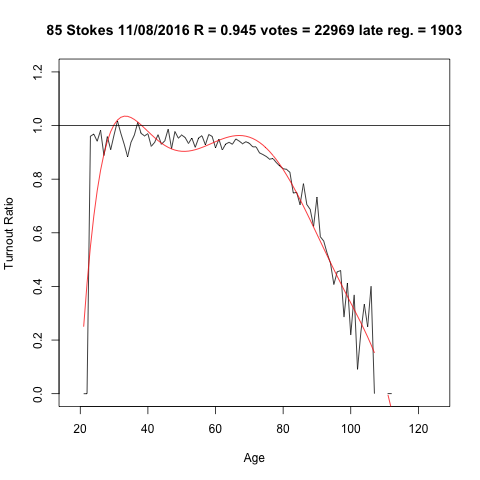 85 Stokes 11/08/2016 R = 0.945 votes = 22969 late reg. = 1903
Turnout Ratio
1.2
1.0
0.8
0.6
0.4
0.2
0.0
20 40 60 80 100 120
Age